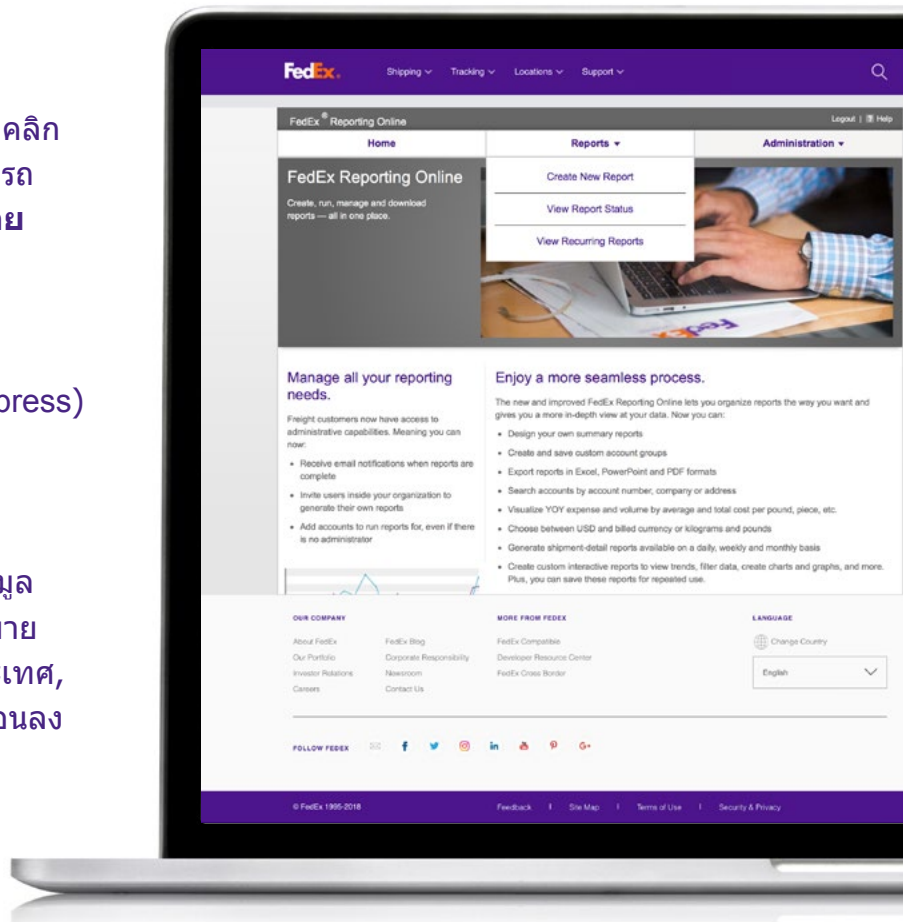 คลิก
รถ
press)
เทศ,
FedEx.
Shipping Tracking Locations Support
FedEx® Reporting Online
Logout | Help
Home Reports Administration
FedEx Reporting Online
Create, run, manage and download
reports — all in one place.
Create New Report
View Report Status
View Recurring Reports
FedEx
Manage all your reporting
needs.
Freight customers now have access to
administrative capabilities. Meaning you can
now:
• Receive email notifications when reports are
complete
• Invite users inside your organization to
generate their own reports
• Add accounts to run reports for, even if there
is no administrator
Enjoy a more seamless process.
The new and improved FedEx Reporting Online lets you organize reports the way you want and
gives you a more in-depth view at your data. Now you can:
• Design your own summary reports
• Create and save custom account groups
• Export reports in Excel, PowerPoint and PDF formats
• Search accounts by account number, company or address
• Visualize YOY expense and volume by average and total cost per pound, piece, etc.
• Choose between USD and billed currency or kilograms and pounds
• Generate shipment-detail reports available on a daily, weekly and monthly basis
• Create custom interactive reports to view trends, filter data, create charts and graphs, and more.
Plus, you can save these reports for repeated use.
OUR COMPANY
About FedEx
Our Portfolio
Investor Relations
Careers
FedEx Blog
Corporate Responsibility
Newsroom
Contact Us
MORE FROM FEDEX
FedEx Compatible
Developer Resource Center
FedEx Cross Border
LANGUAGE
Change Country
English
FOLLOW FEDEX
© FedEx 1995-2018
Feedback | Site Map | Terms of Use | Security & Privacy